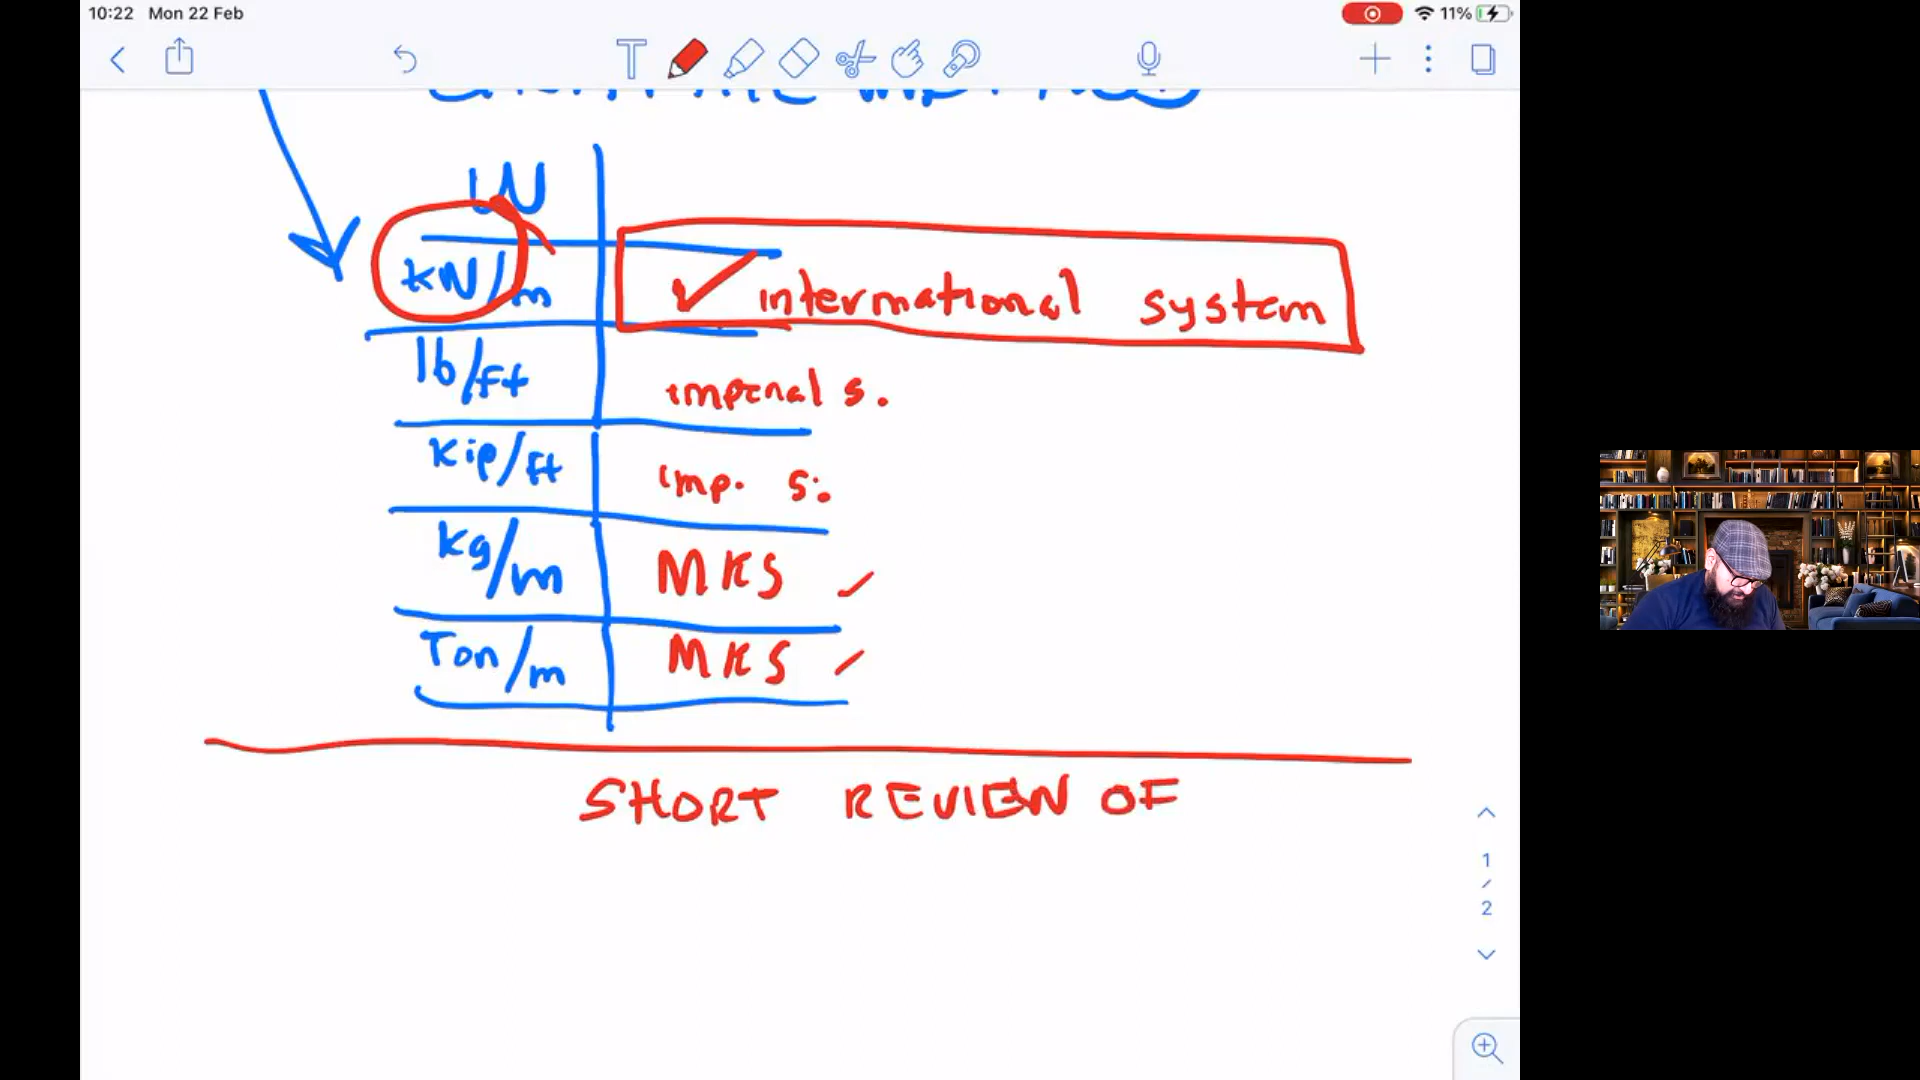 10:22 Mon 22 Feb 11%
T
W
kN/m intermational system
lb/ft imperial s.
Kip/ft imp. s.
Kg/m MKS
Ton/m MKS
SHORT REVIEW OF
1
/
2